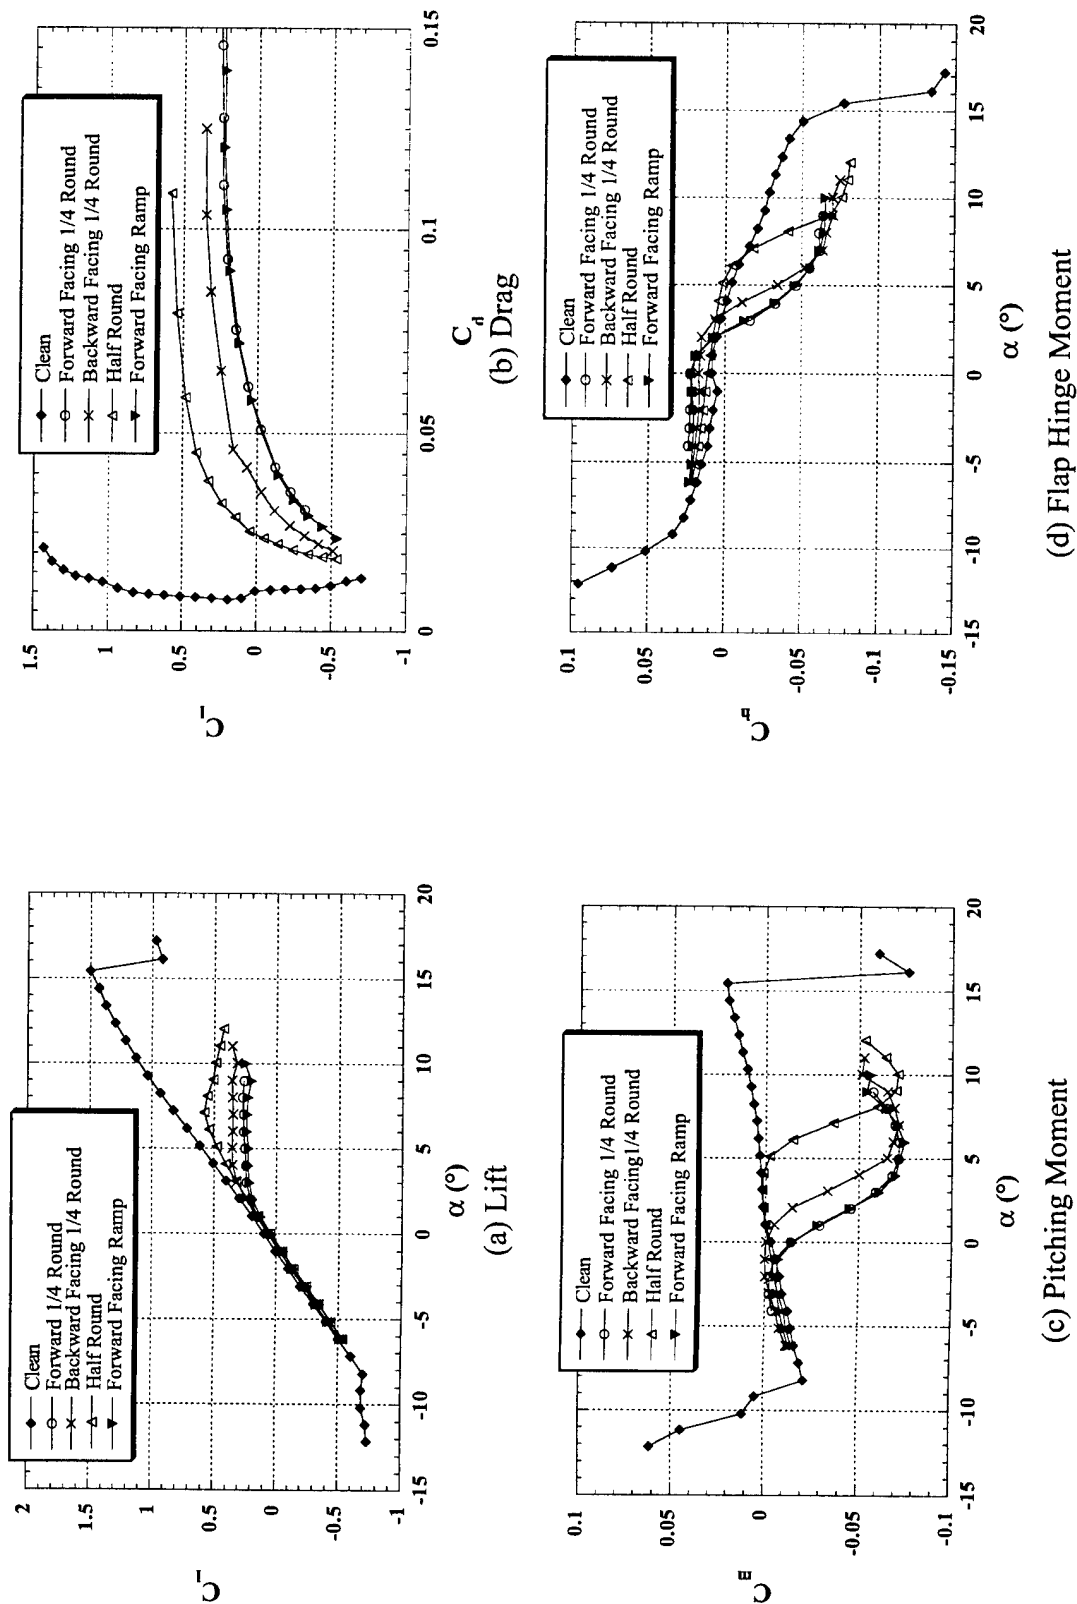 2
1.5
1
0.5
0
-0.5
-1
C_l
-15
-10
-5
0
5
10
15
20
α (°)
Clean
Forward 1/4 Round
Backward Facing 1/4 Round
Half Round
Forward Facing Ramp
(a) Lift
1.5
1
0.5
0
-0.5
-1
C_l
0
0.05
0.1
0.15
C_d
Clean
Forward Facing 1/4 Round
Backward Facing 1/4 Round
Half Round
Forward Facing Ramp
(b) Drag
0.1
0.05
0
-0.05
-0.1
C_m
-15
-10
-5
0
5
10
15
20
α (°)
Clean
Forward Facing 1/4 Round
Backward Facing1/4 Round
Half Round
Forward Facing Ramp
(c) Pitching Moment
0.1
0.05
0
-0.05
-0.1
-0.15
C_h
-15
-10
-5
0
5
10
15
20
α (°)
Clean
Forward Facing 1/4 Round
Backward Facing 1/4 Round
Half Round
Forward Facing Ramp
(d) Flap Hinge Moment